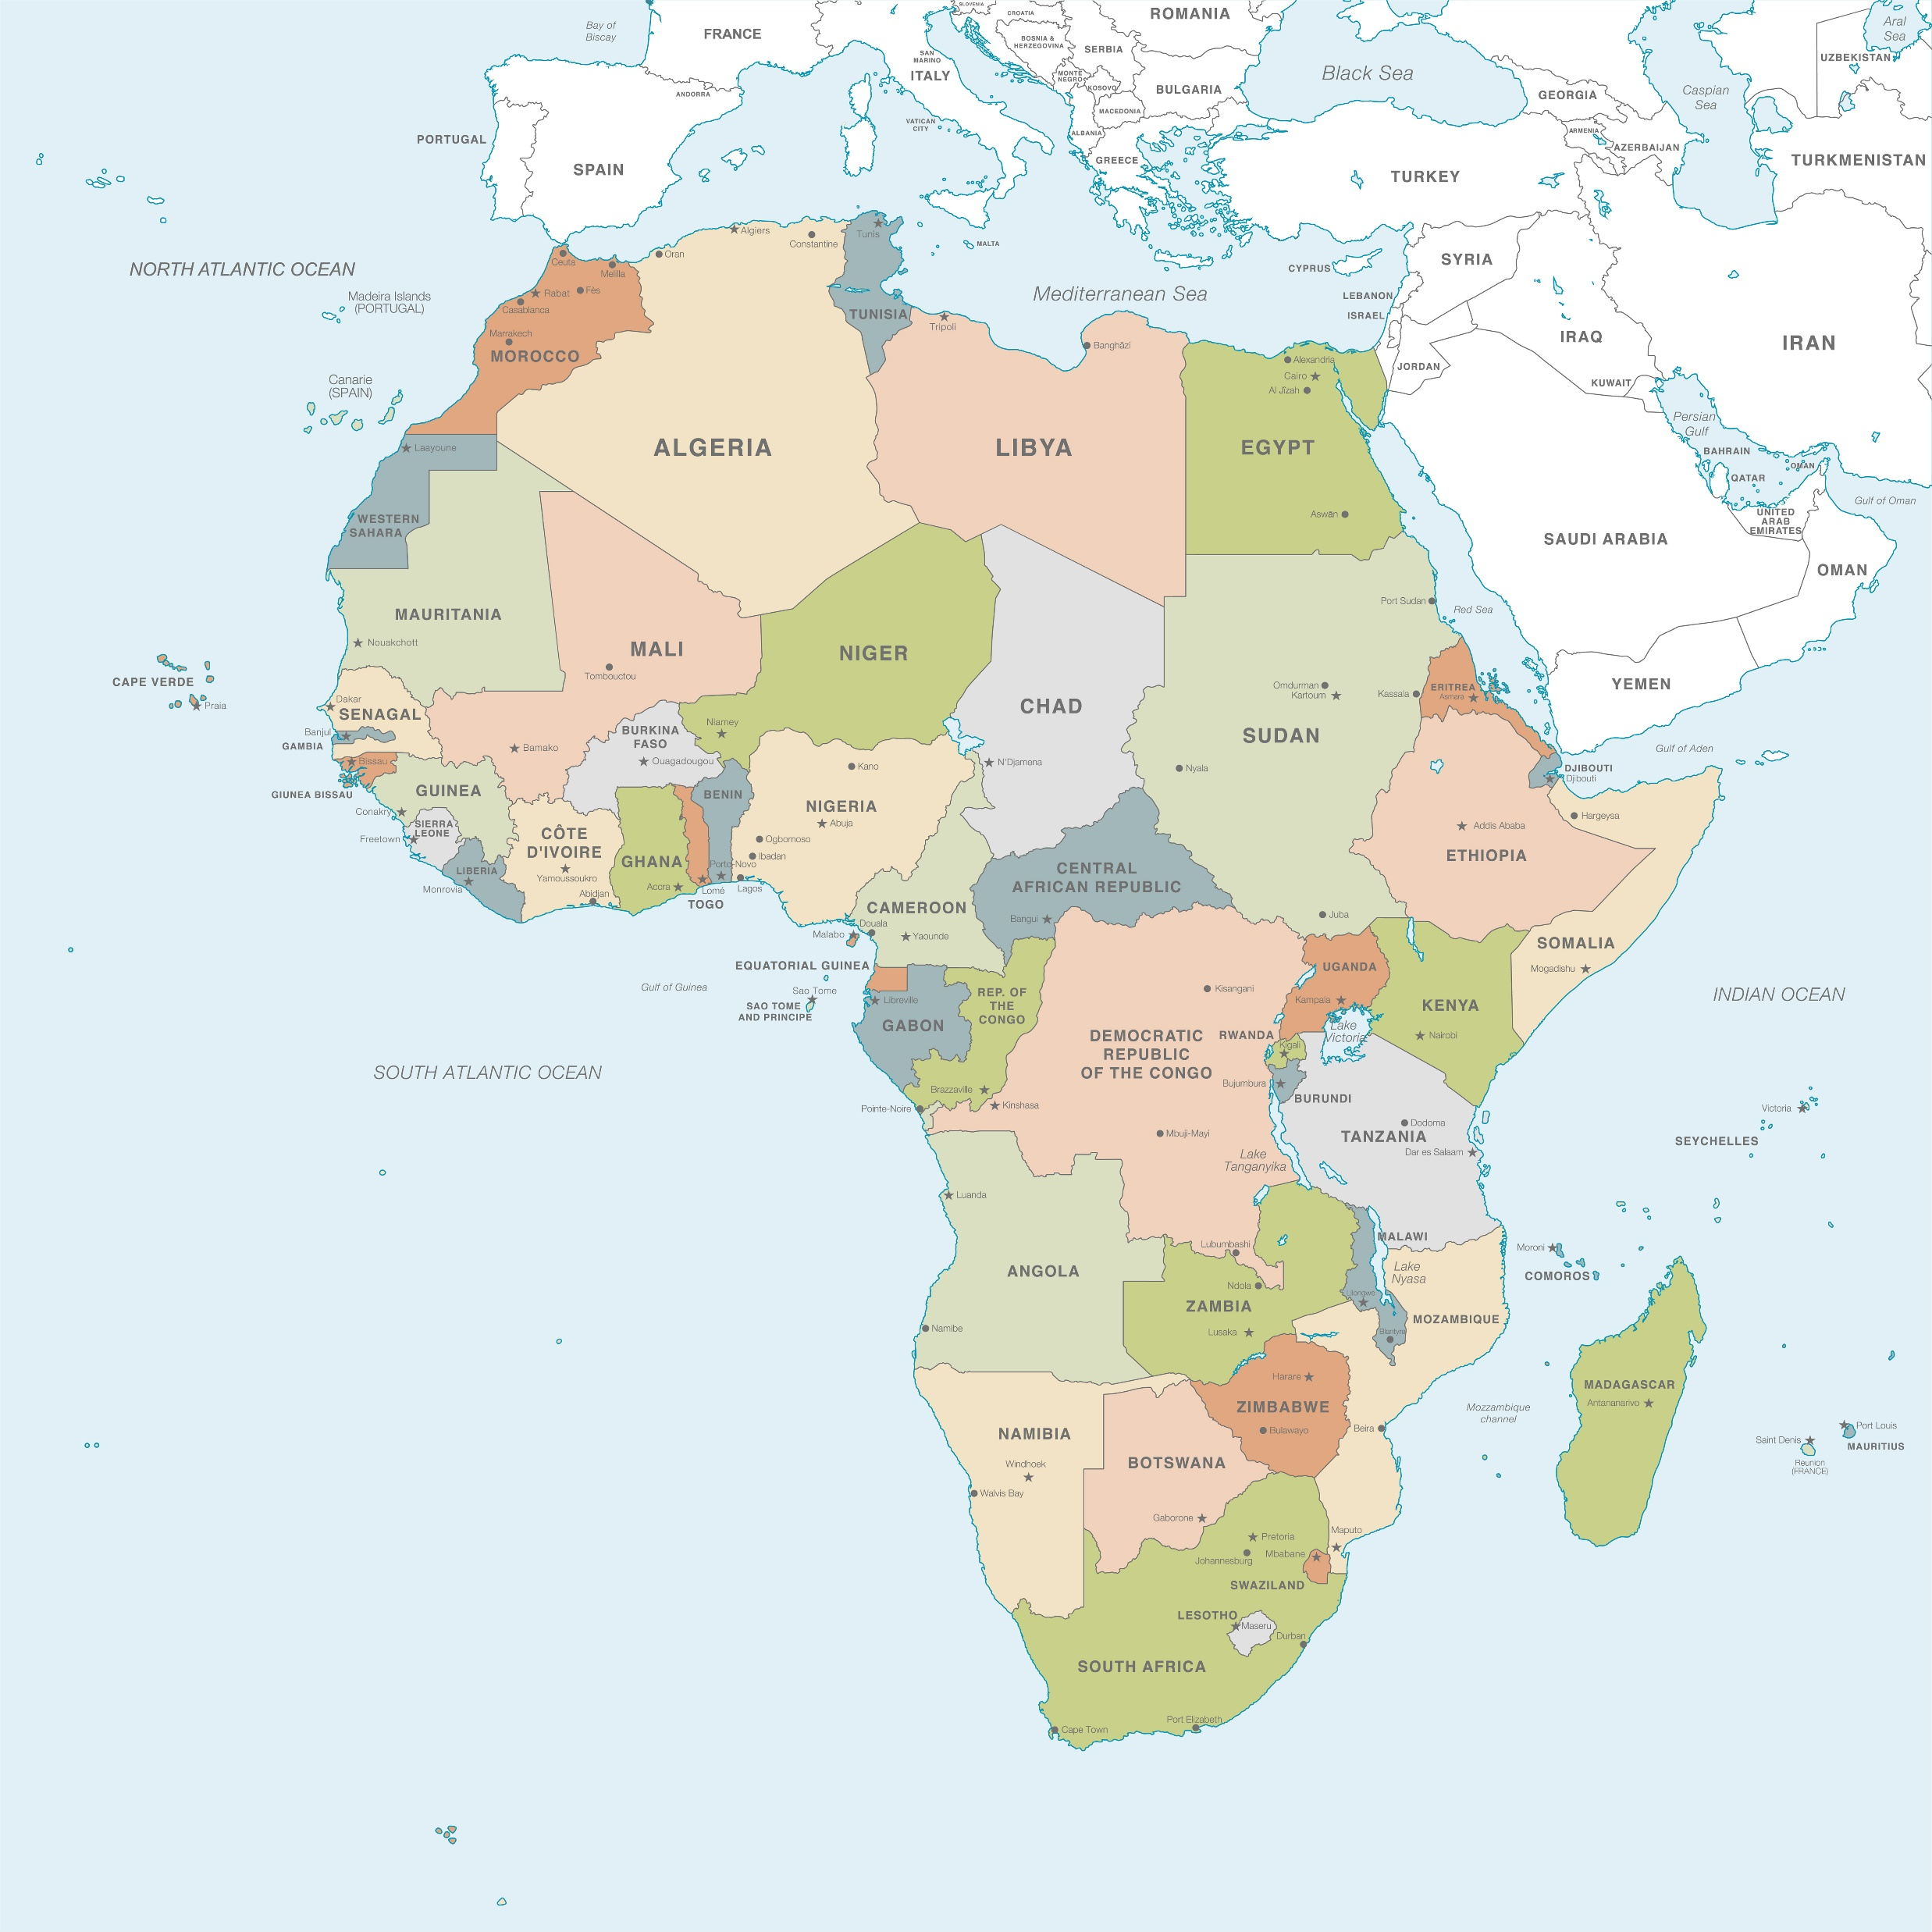 SLOVENIA
CROATIA
ROMANIA
Aral
Sea
Bay of
Biscay
FRANCE
BOSNIA &
HERZEGOVINA
SERBIA
SAN
MARINO
ITALY
MONTE
NEGRO
KOSOVO
BULGARIA
Black Sea
GEORGIA
Caspian
Sea
UZBEKISTAN
ANDORRA
MACEDONIA
VATICAN
CITY
ALBANIA
ARMENIA
AZERBAIJAN
PORTUGAL
SPAIN
GREECE
TURKEY
TURKMENISTAN
Algiers
Constantine
Tunis
Oran
MALTA
Ceuta
Melilla
NORTH ATLANTIC OCEAN
CYPRUS
SYRIA
Madeira Islands
(PORTUGAL)
Rabat
Fès
Casablanca
Mediterranean Sea
LEBANON
ISRAEL
TUNISIA
Tripoli
Marrakech
MOROCCO
Banghāzi
IRAQ
IRAN
Alexandria
Cairo
Al Jīzah
JORDAN
KUWAIT
Canarie
(SPAIN)
Persian
Gulf
Laayoune
ALGERIA
LIBYA
EGYPT
BAHRAIN
OMAN
QATAR
Gulf of Oman
WESTERN
SAHARA
Aswān
UNITED
ARAB
EMIRATES
SAUDI ARABIA
OMAN
Port Sudan
Red Sea
MAURITANIA
Nouakchott
MALI
Tombouctou
NIGER
CAPE VERDE
Praia
Dakar
SENAGAL
CHAD
Omdurman
Kartoum
Kassala
ERITREA
Asmara
YEMEN
Banjul
GAMBIA
Niamey
BURKINA
FASO
Ouagadougou
Bamako
SUDAN
Gulf of Aden
Bissau
GIUNEA BISSAU
GUINEA
Kano
N'Djamena
Nyala
DJIBOUTI
Djibouti
BENIN
NIGERIA
Abuja
Conakry
SIERRA
LEONE
Freetown
CÔTE
D'IVOIRE
Yamoussoukro
GHANA
Ogbomoso
Ibadan
Porto-Novo
Hargeysa
Addis Ababa
ETHIOPIA
LIBERIA
Monrovia
Abidjan
Accra
Lomé
Lagos
TOGO
CENTRAL
AFRICAN REPUBLIC
Bangui
CAMEROON
Douala
Malabo
Yaounde
Juba
SOMALIA
Mogadishu
EQUATORIAL GUINEA
Gulf of Guinea
Sao Tome
SAO TOME
AND PRINCIPE
Libreville
GABON
REP. OF
THE
CONGO
Kisangani
UGANDA
Kampala
KENYA
Nairobi
INDIAN OCEAN
DEMOCRATIC
REPUBLIC
OF THE CONGO
RWANDA
Kigali
Lake
Victoria
SOUTH ATLANTIC OCEAN
Brazzaville
Pointe-Noire
Kinshasa
Bujumbura
BURUNDI
Mbuji-Mayi
Dodoma
TANZANIA
Dar es Salaam
Victoria
SEYCHELLES
Lake
Tanganyika
Luanda
Lubumbashi
MALAWI
Moroni
COMOROS
ANGOLA
Lake
Nyasa
Ndola
Lilongwe
ZAMBIA
Lusaka
MOZAMBIQUE
Namibe
Blantyre
Harare
ZIMBABWE
Bulawayo
Beira
Mozzambique
channel
MADAGASCAR
Antananarivo
Port Louis
MAURITIUS
Saint Denis
Reunion
(FRANCE)
NAMIBIA
Windhoek
Walvis Bay
BOTSWANA
Gaborone
Pretoria
Johannesburg
Maputo
Mbabane
SWAZILAND
LESOTHO
Maseru
Durban
SOUTH AFRICA
Cape Town
Port Elizabeth